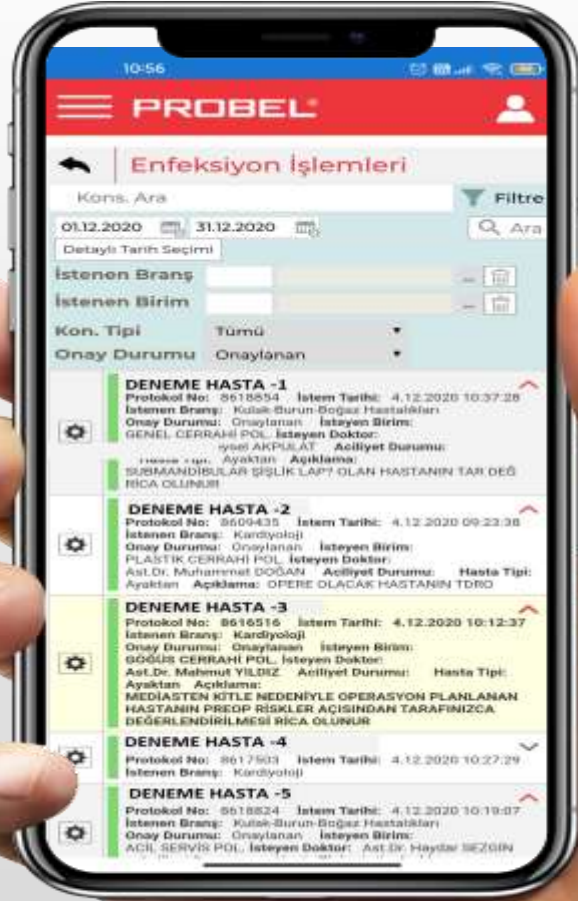 10:56
PROBEL
Enfeksiyon İşlemleri
Kons. Ara
Filtre
01.12.2020 31.12.2020 Ara
Detaylı Tarih Seçimi
İstenen Branş
İstenen Birim
Kon. Tipi Tümü
Onay Durumu Onaylanan
DENEME HASTA -1
Protokol No: 8618854 İstem Tarihi: 4.12.2020 10:37:28
İstenen Branş: Kulak-Burun-Boğaz Hastalıkları
Onay Durumu: Onaylanan İsteyen Birim:
GENEL CERRAHİ POL. İsteyen Doktor:
AKPULAT Aciliyet Durumu:
Ayaktan Açıklama:
SUBMANDİBULAR ŞİŞLİK LAP? OLAN HASTANIN TAR DEĞ
RİCA OLUNUR
DENEME HASTA -2
Protokol No: 8609435 İstem Tarihi: 4.12.2020 09:23:38
İstenen Branş: Kardiyoloji
Onay Durumu: Onaylanan İsteyen Birim:
PLASTİK CERRAHİ POL. İsteyen Doktor:
Ast.Dr. Muhammet DOĞAN Aciliyet Durumu: Hasta Tipi:
Ayaktan Açıklama: OPERE OLACAK HASTANIN TDRO
DENEME HASTA -3
Protokol No: 8616516 İstem Tarihi: 4.12.2020 10:12:37
İstenen Branş: Kardiyoloji
Onay Durumu: Onaylanan İsteyen Birim:
GÖĞÜS CERRAHİ POL. İsteyen Doktor:
Ast.Dr. Mahmut YILDIZ Aciliyet Durumu: Hasta Tipi:
Ayaktan Açıklama:
MEDİASTEN KİTLE NEDENİYLE OPERASYON PLANLANAN
HASTANIN PREOP RİSKLER AÇISINDAN TARAFINIZCA
DEĞERLENDİRİLMESİ RİCA OLUNUR
DENEME HASTA -4
Protokol No: 8617503 İstem Tarihi: 4.12.2020 10:27:29
İstenen Branş: Kardiyoloji
DENEME HASTA -5
Protokol No: 8618824 İstem Tarihi: 4.12.2020 10:19:07
İstenen Branş: Kulak-Burun-Boğaz Hastalıkları
Onay Durumu: Onaylanan İsteyen Birim:
ACİL SERVİS POL. İsteyen Doktor: Ast.Dr. Haydar SEZGİN